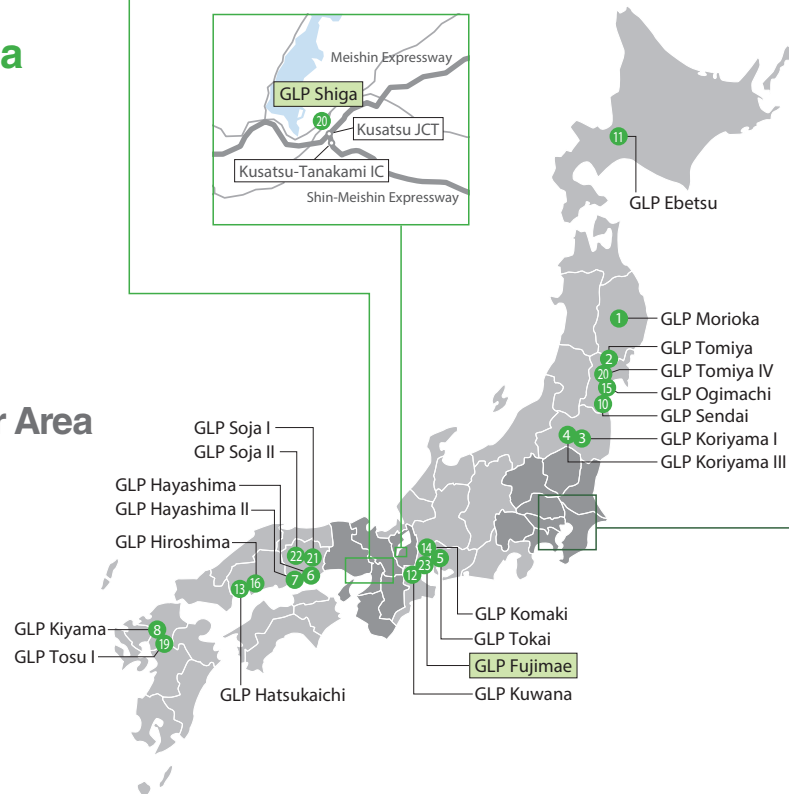 a
Meishin Expressway
GLP Shiga
20
Kusatsu JCT
Kusatsu-Tanakami IC
Shin-Meishin Expressway
11
GLP Ebetsu
1
GLP Morioka
2
GLP Tomiya
20
GLP Tomiya IV
15
GLP Ogimachi
10
GLP Sendai
4
3
GLP Koriyama I
GLP Koriyama III
r Area
GLP Soja I
GLP Soja II
GLP Hayashima
GLP Hayashima II
GLP Hiroshima
22
21
7
6
13
16
14
5
23
12
GLP Komaki
GLP Tokai
GLP Fujimae
GLP Kuwana
GLP Kiyama
8
GLP Tosu I
19
GLP Hatsukaichi